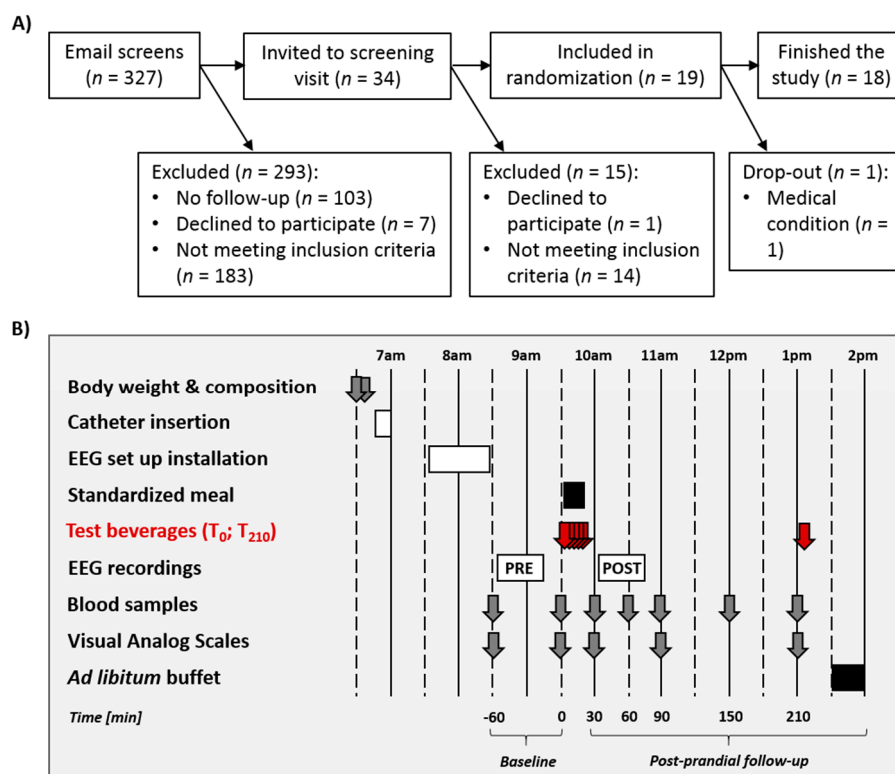 A)
Email screens
(n = 327)
Invited to screening
visit (n = 34)
Included in
randomization (n = 19)
Finished the
study (n = 18)
Excluded (n = 293):
• No follow-up (n = 103)
• Declined to participate (n = 7)
• Not meeting inclusion criteria
(n = 183)
Excluded (n = 15):
• Declined to
participate (n = 1)
• Not meeting inclusion
criteria (n = 14)
Drop-out (n = 1):
• Medical
condition (n =
1)
B)
7am 8am 9am 10am 11am 12pm 1pm 2pm
Body weight & composition
Catheter insertion
EEG set up installation
Standardized meal
Test beverages (T0; T210)
EEG recordings PRE POST
Blood samples
Visual Analog Scales
Ad libitum buffet
Time [min] -60 0 30 60 90 150 210
Baseline Post-prandial follow-up